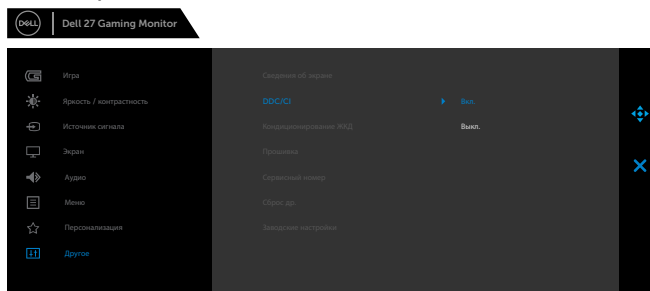 DELL
Dell 27 Gaming Monitor
Игра
Яркость / контрастность
Источник сигнала
Экран
Аудио
Меню
Персонализация
Другое
Сведения об экране
DDC/CI
Кондиционирование ЖКД
Прошивка
Сервисный номер
Сброс др.
Заводские настройки
Вкл.
Выкл.